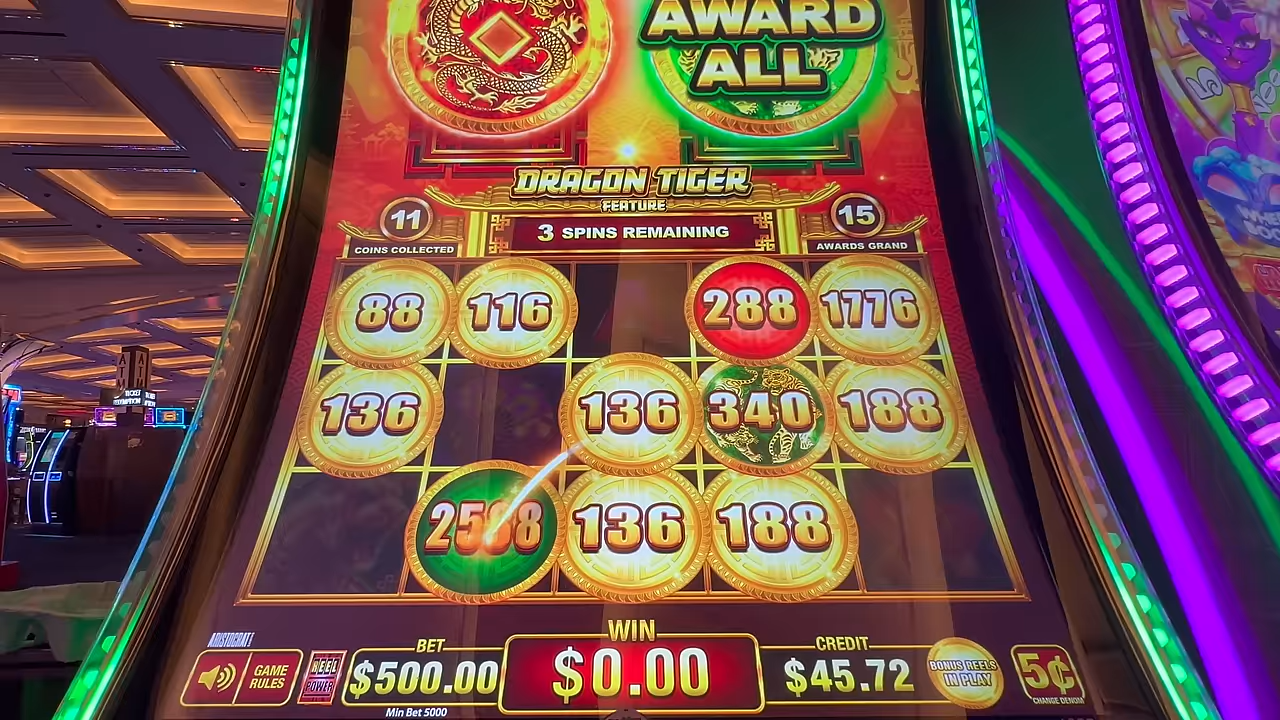 AWARD
ALL
DRAGON TIGER
FEATURE
11
COINS COLLECTED
3 SPINS REMAINING
15
AWARDS GRAND
88
116
288
1776
136
136
340
188
136
188
ARISTOCRAT
GAME
RULES
REEL
POWER
BET
$500.00
Min Bet 5000
WIN
$0.00
CREDIT
$45.72
BONUS REELS
IN PLAY
5¢
CHANGE DENOM